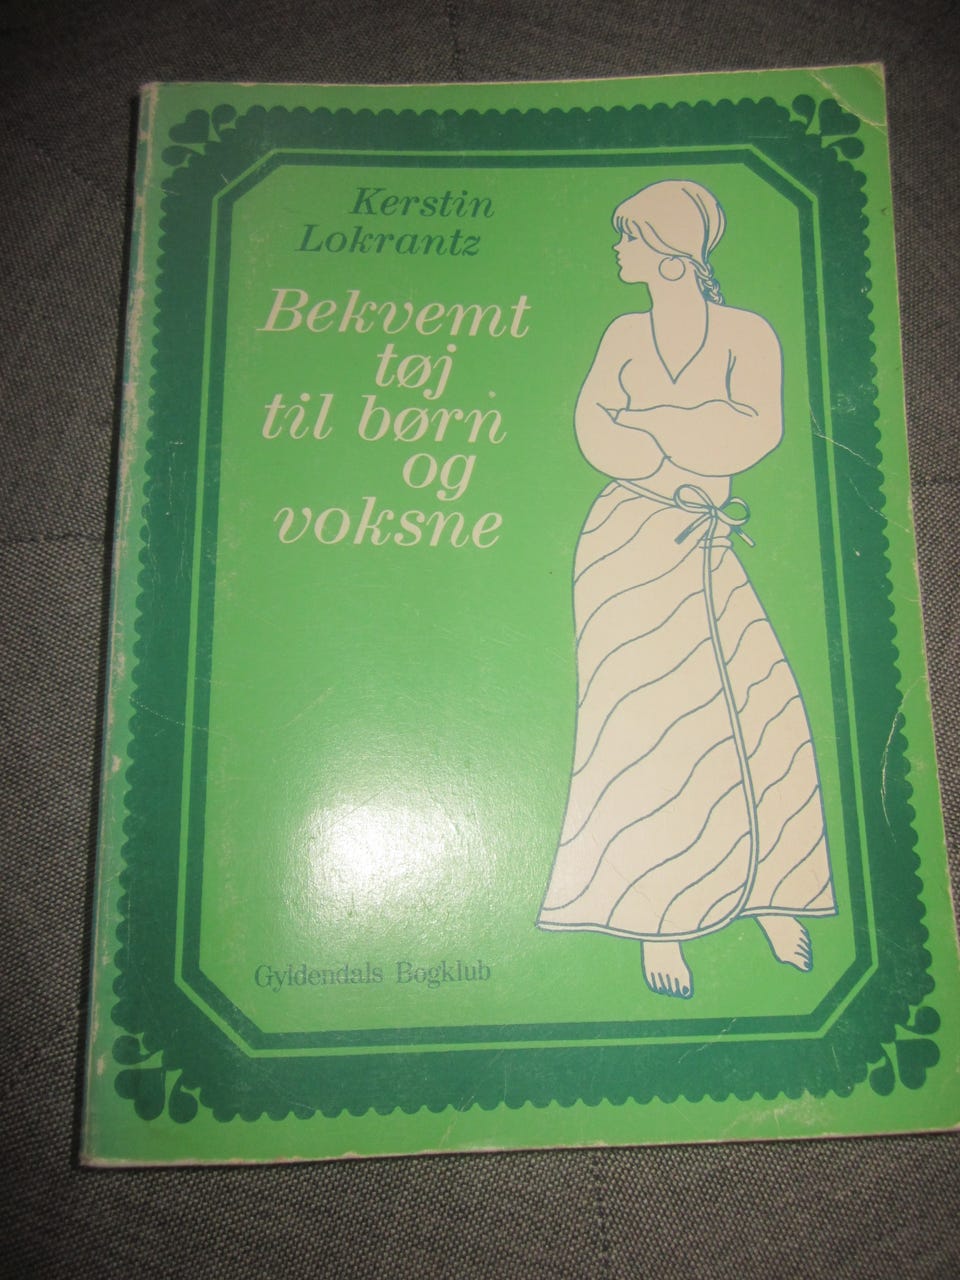 Kerstin
Lokrantz
Bekvemt
tøj
til børn
og
voksne
Gyldendals Bogklub